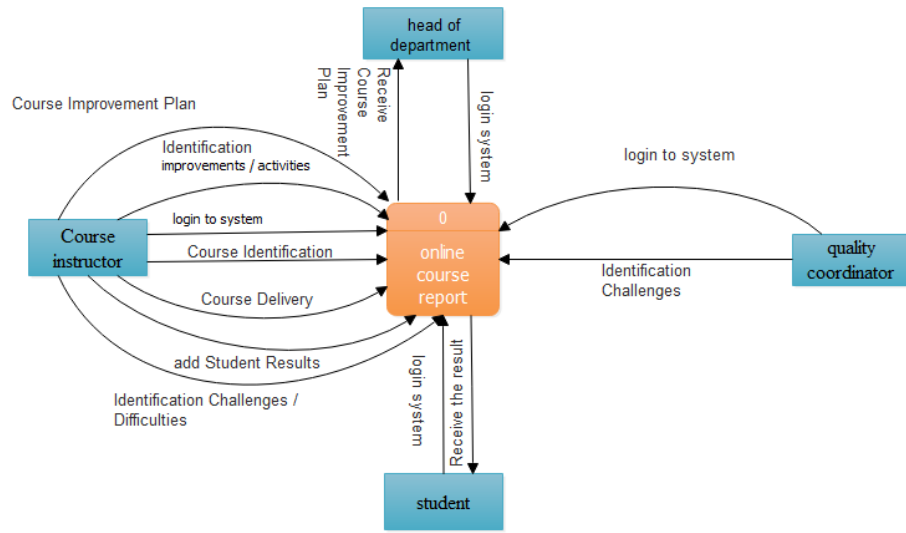 head of
department
Receive
Course
Improvement
Plan
login system
Course Improvement Plan
Identification
improvements / activities
login to system
login to system
Course
instructor
Course Identification
0
online
course
report
quality
coordinator
Identification
Challenges
Course Delivery
add Student Results
Identification Challenges /
Difficulties
login system
Receive the result
student